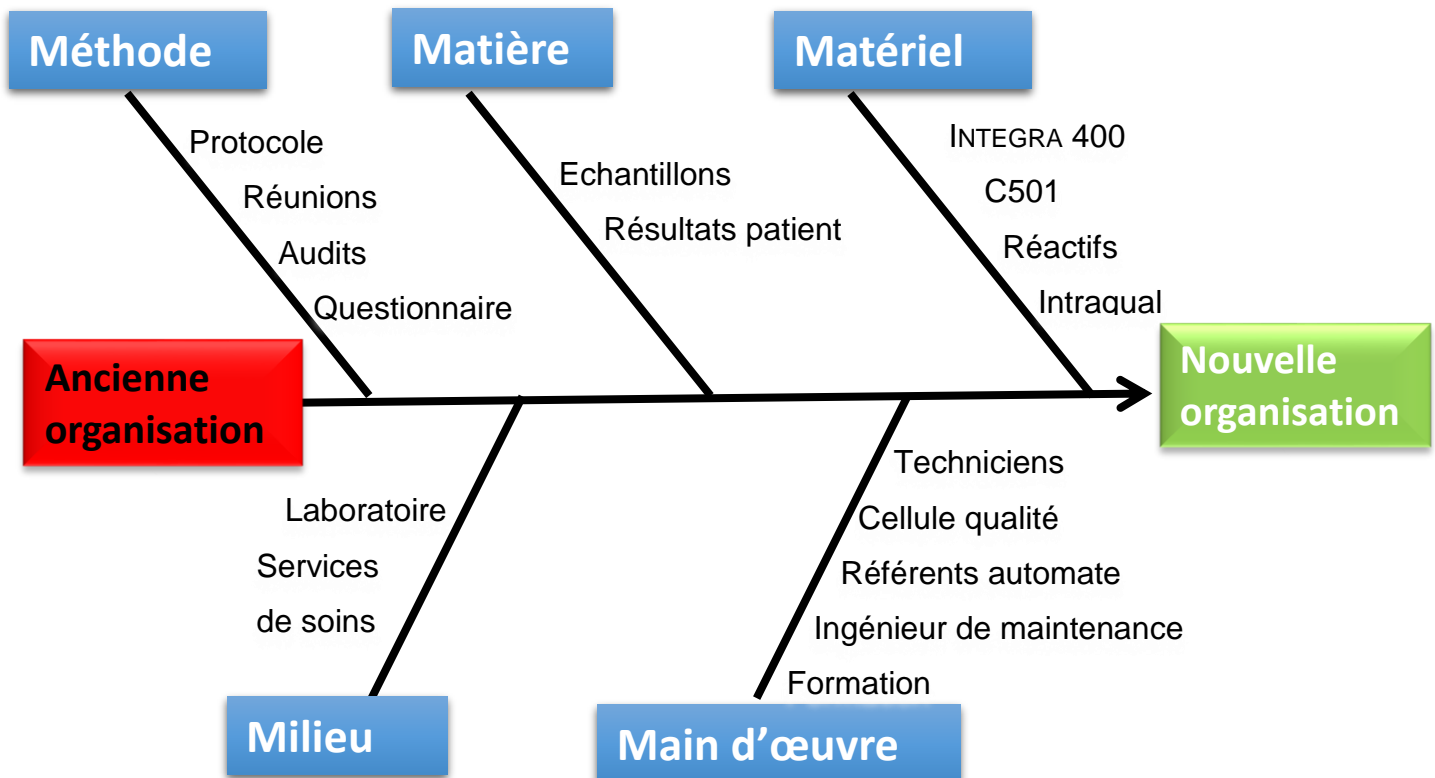 Méthode
Matière
Matériel
Protocole
Réunions
Audits
Questionnaire
Echantillons
Résultats patient
INTEGRA 400
C501
Réactifs
Intraqual
Ancienne
organisation
Nouvelle
organisation
Laboratoire
Services
de soins
Techniciens
Cellule qualité
Référents automate
Ingénieur de maintenance
Formation
Milieu
Main d’œuvre